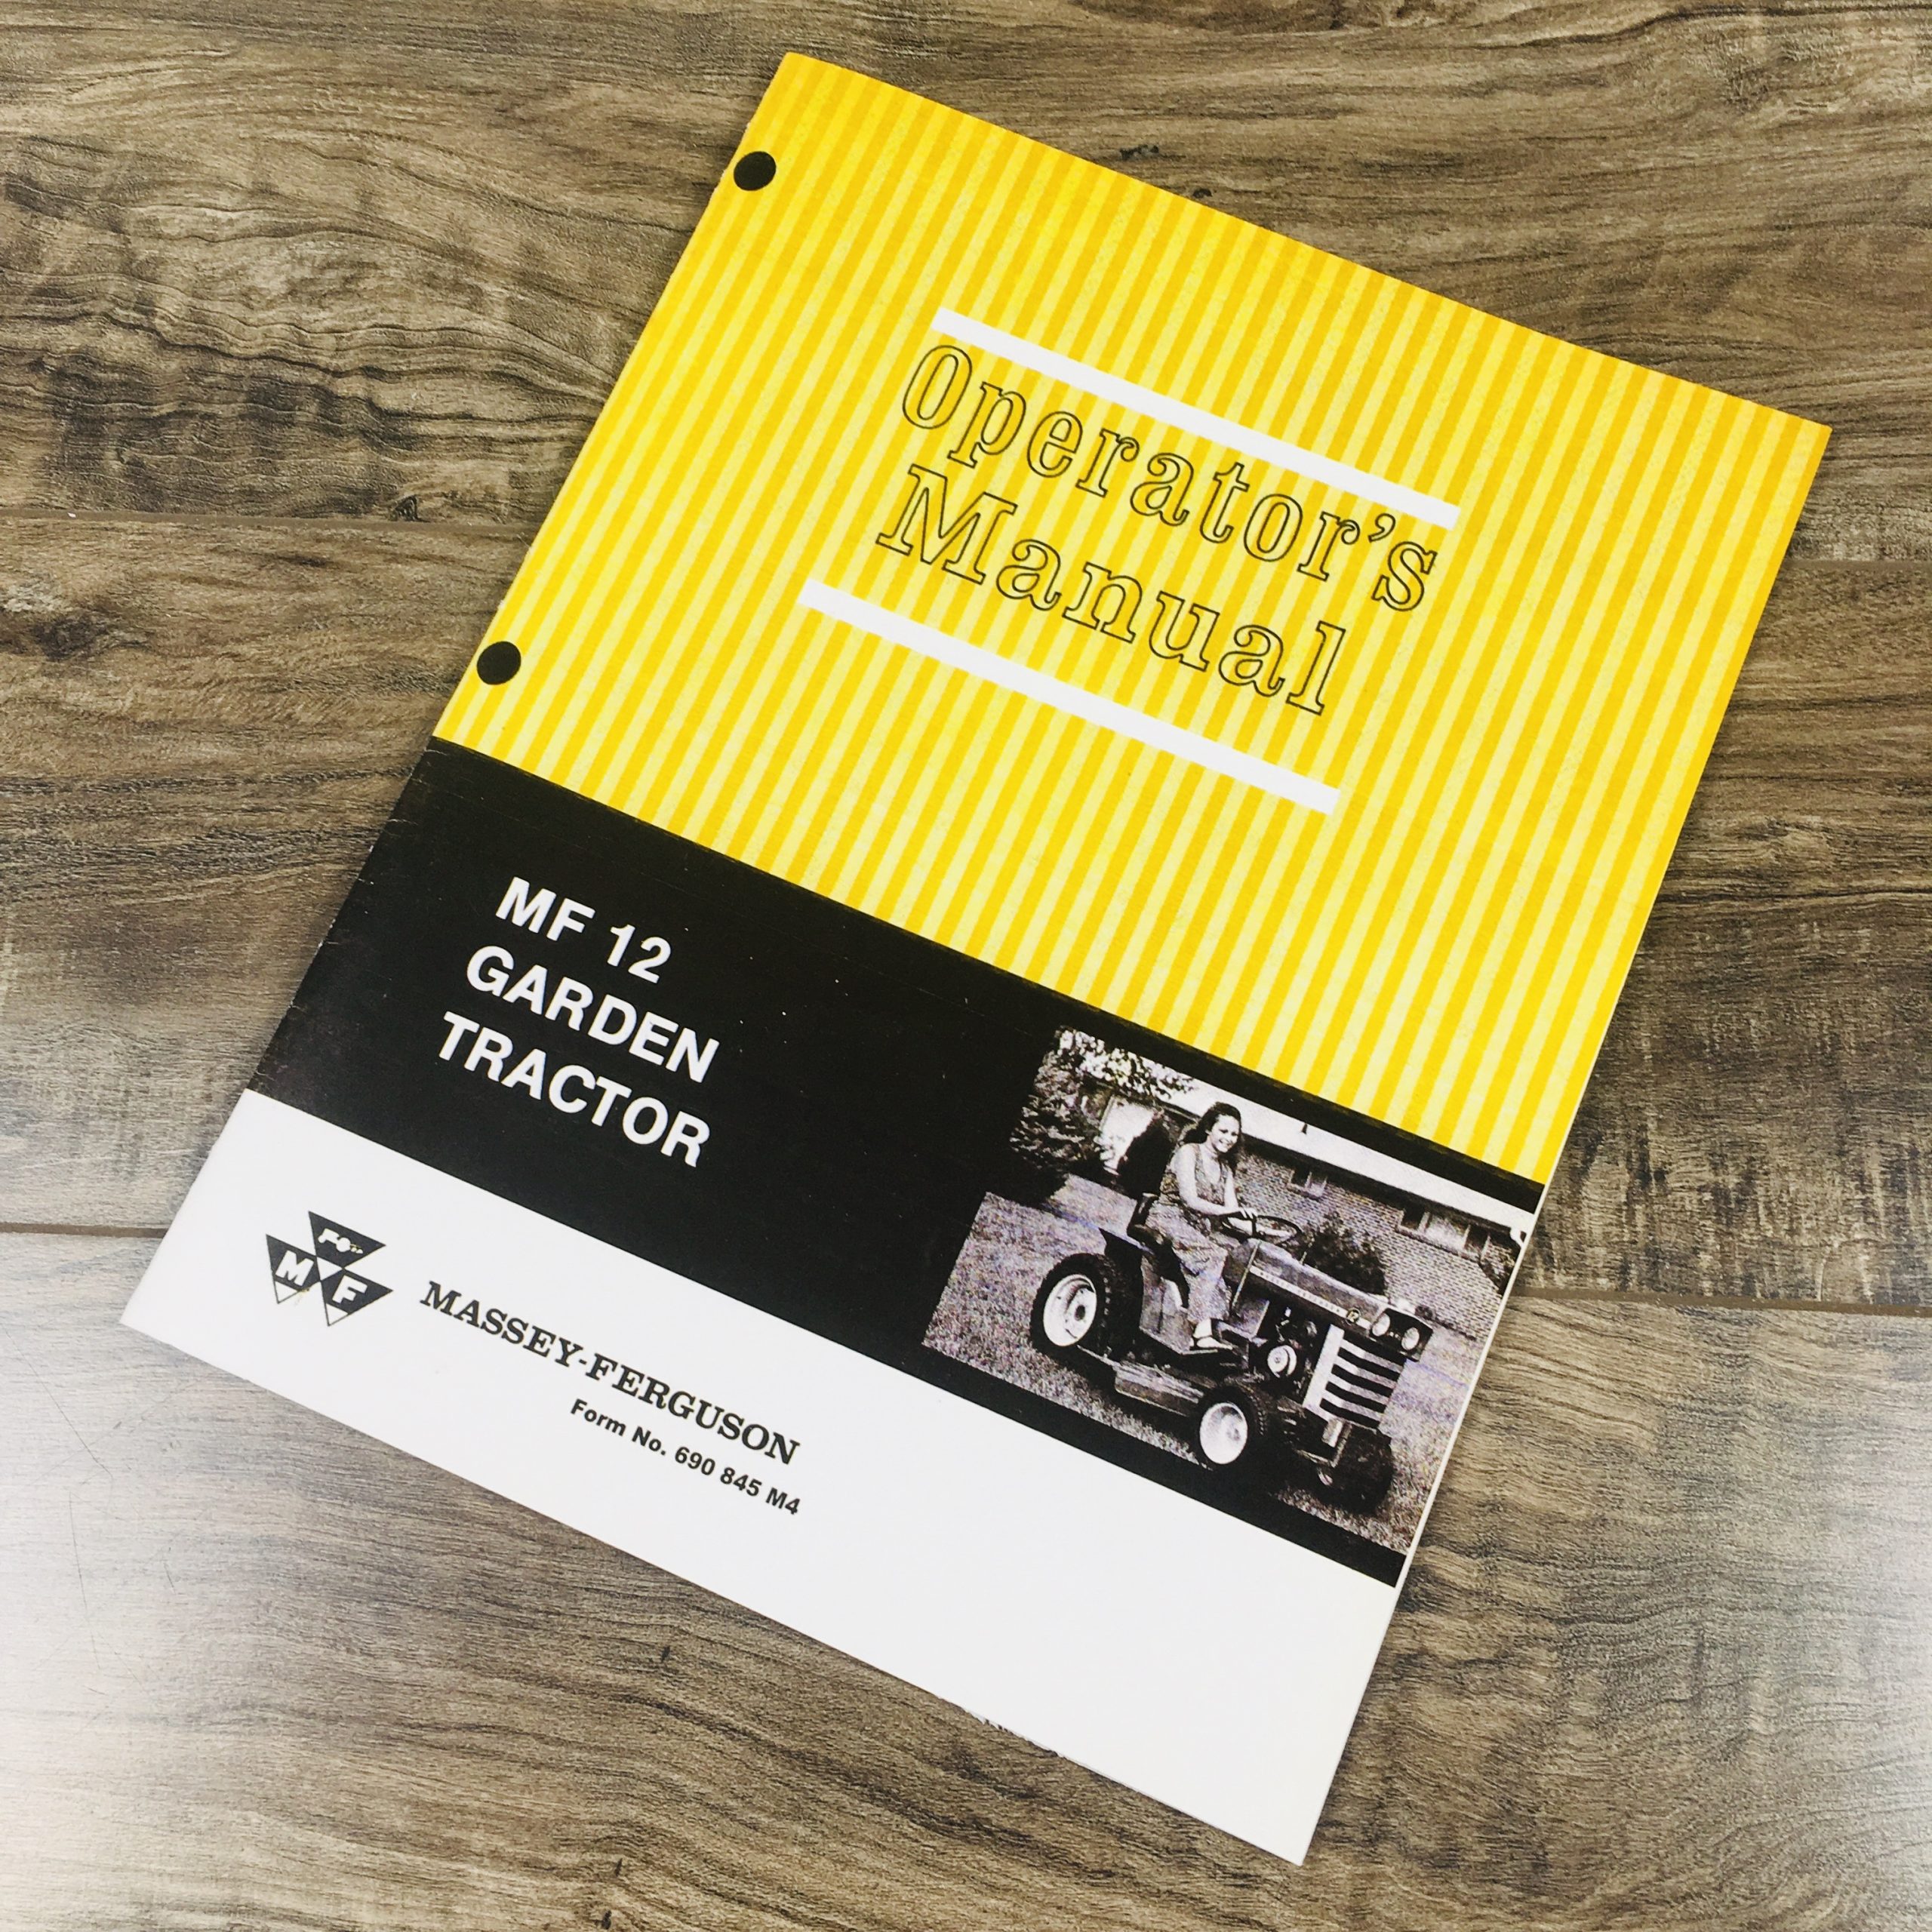 Operator's
Manual
MF 12
GARDEN
TRACTOR
M F
MASSEY-FERGUSON
Form No. 690 845 M4